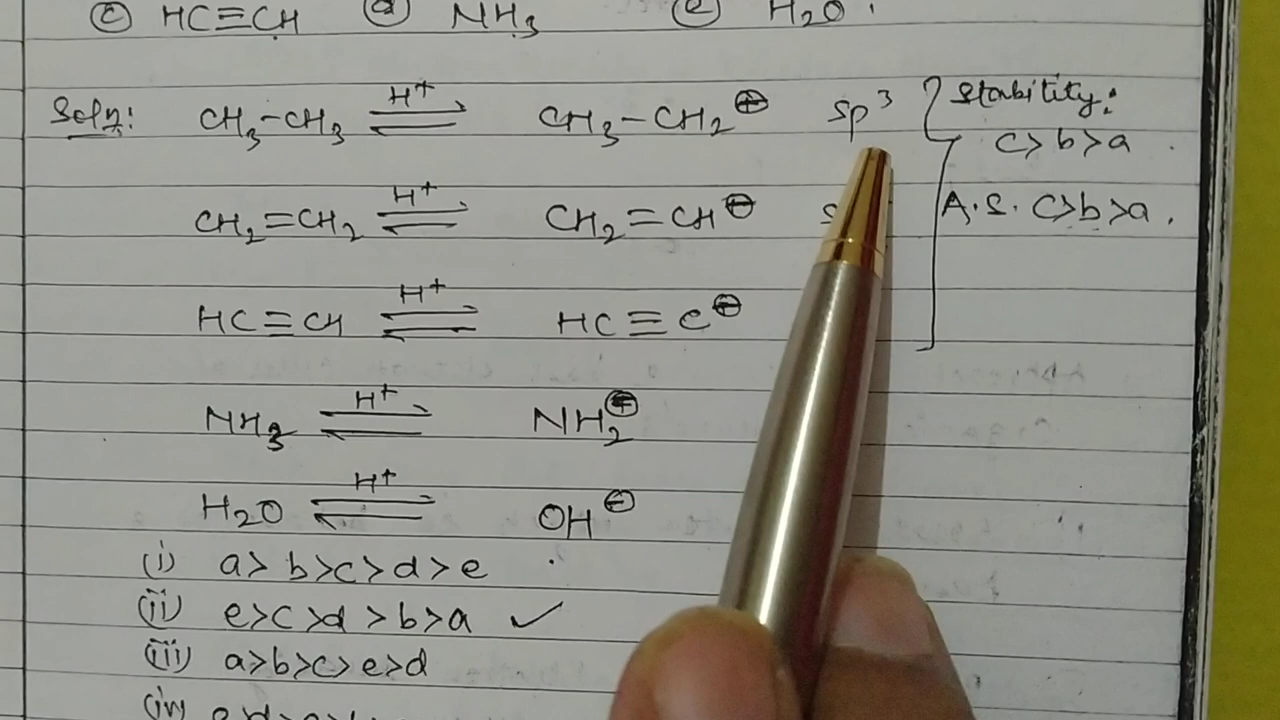 ⓒ HC≡CH ⓓ NH₃ ⓔ H₂O.
Soln: CH₃-CH₃ ⇌ H⁺ CH₃-CH₂⊕ sp³ Stability:
c>b>a
CH₂=CH₂ ⇌ H⁺ CH₂=CH⊖ s A.S. c>b>a.
HC≡CH ⇌ H⁺ HC≡C⊖
NH₃ ⇌ H⁺ NH₂⊕
H₂O ⇌ H⁺ OH⊖
(i) a>b>c>d>e
(ii) e>c>d>b>a ✓
(iii) a>b>c>e>d
(iv)